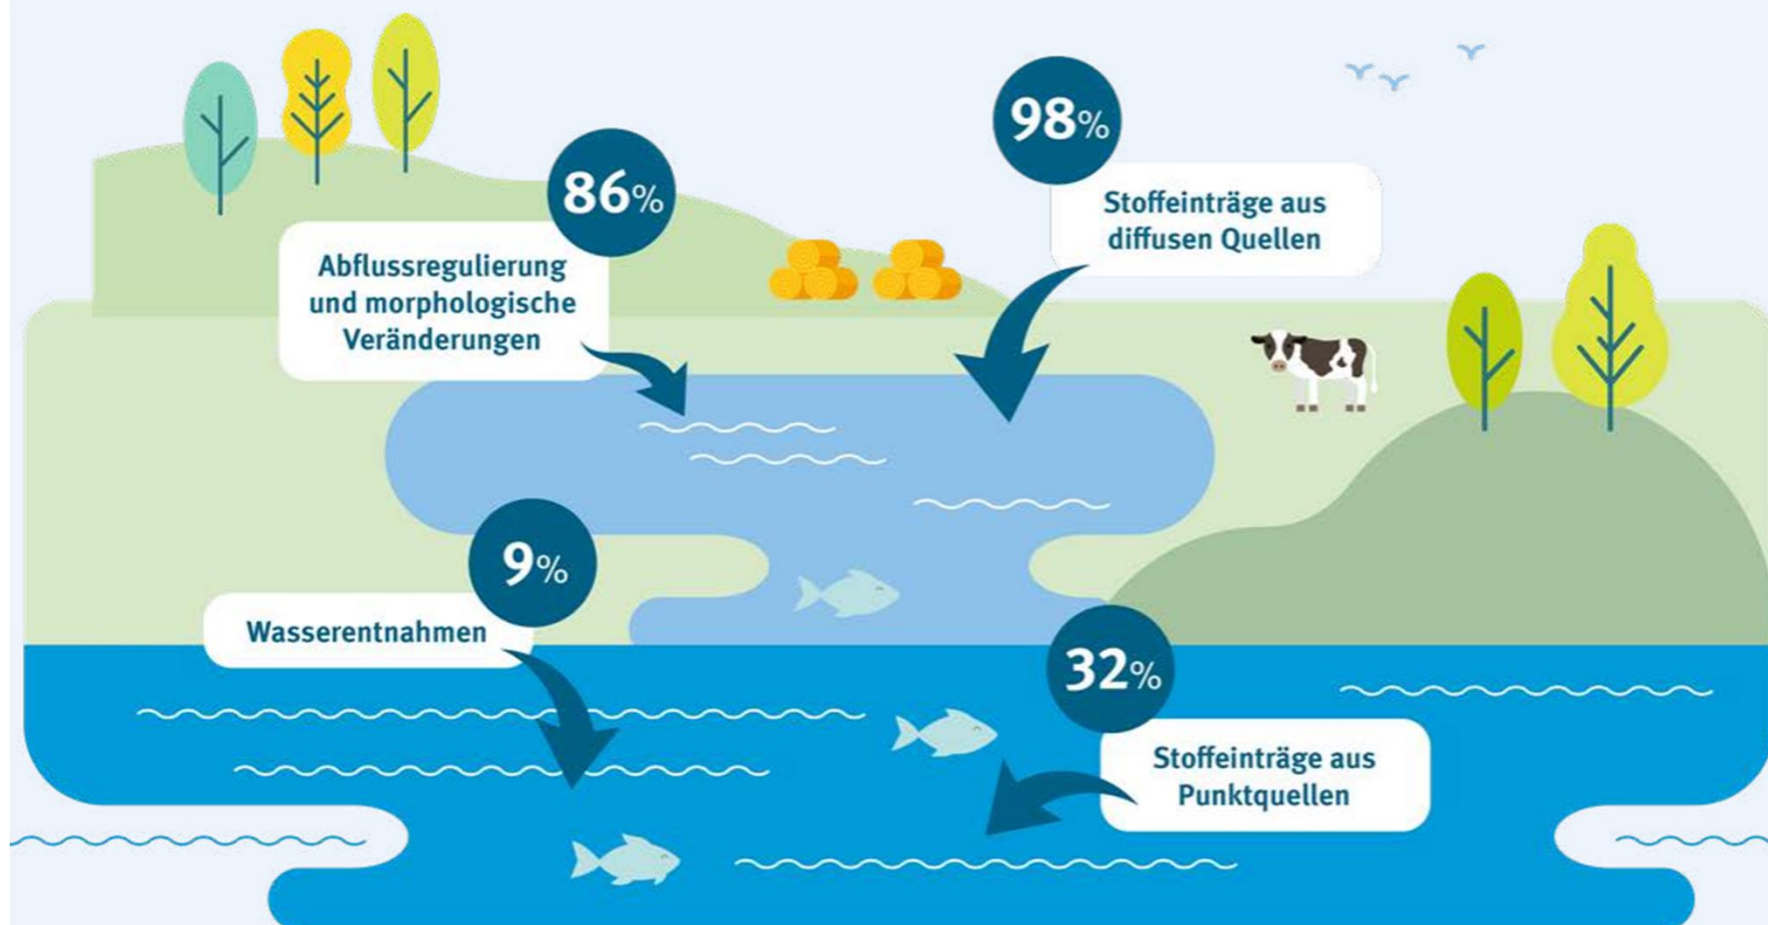 98%
Stoffeinträge aus
diffusen Quellen
86%
Abflussregulierung
und morphologische
Veränderungen
9%
Wasserentnahmen
32%
Stoffeinträge aus
Punktquellen